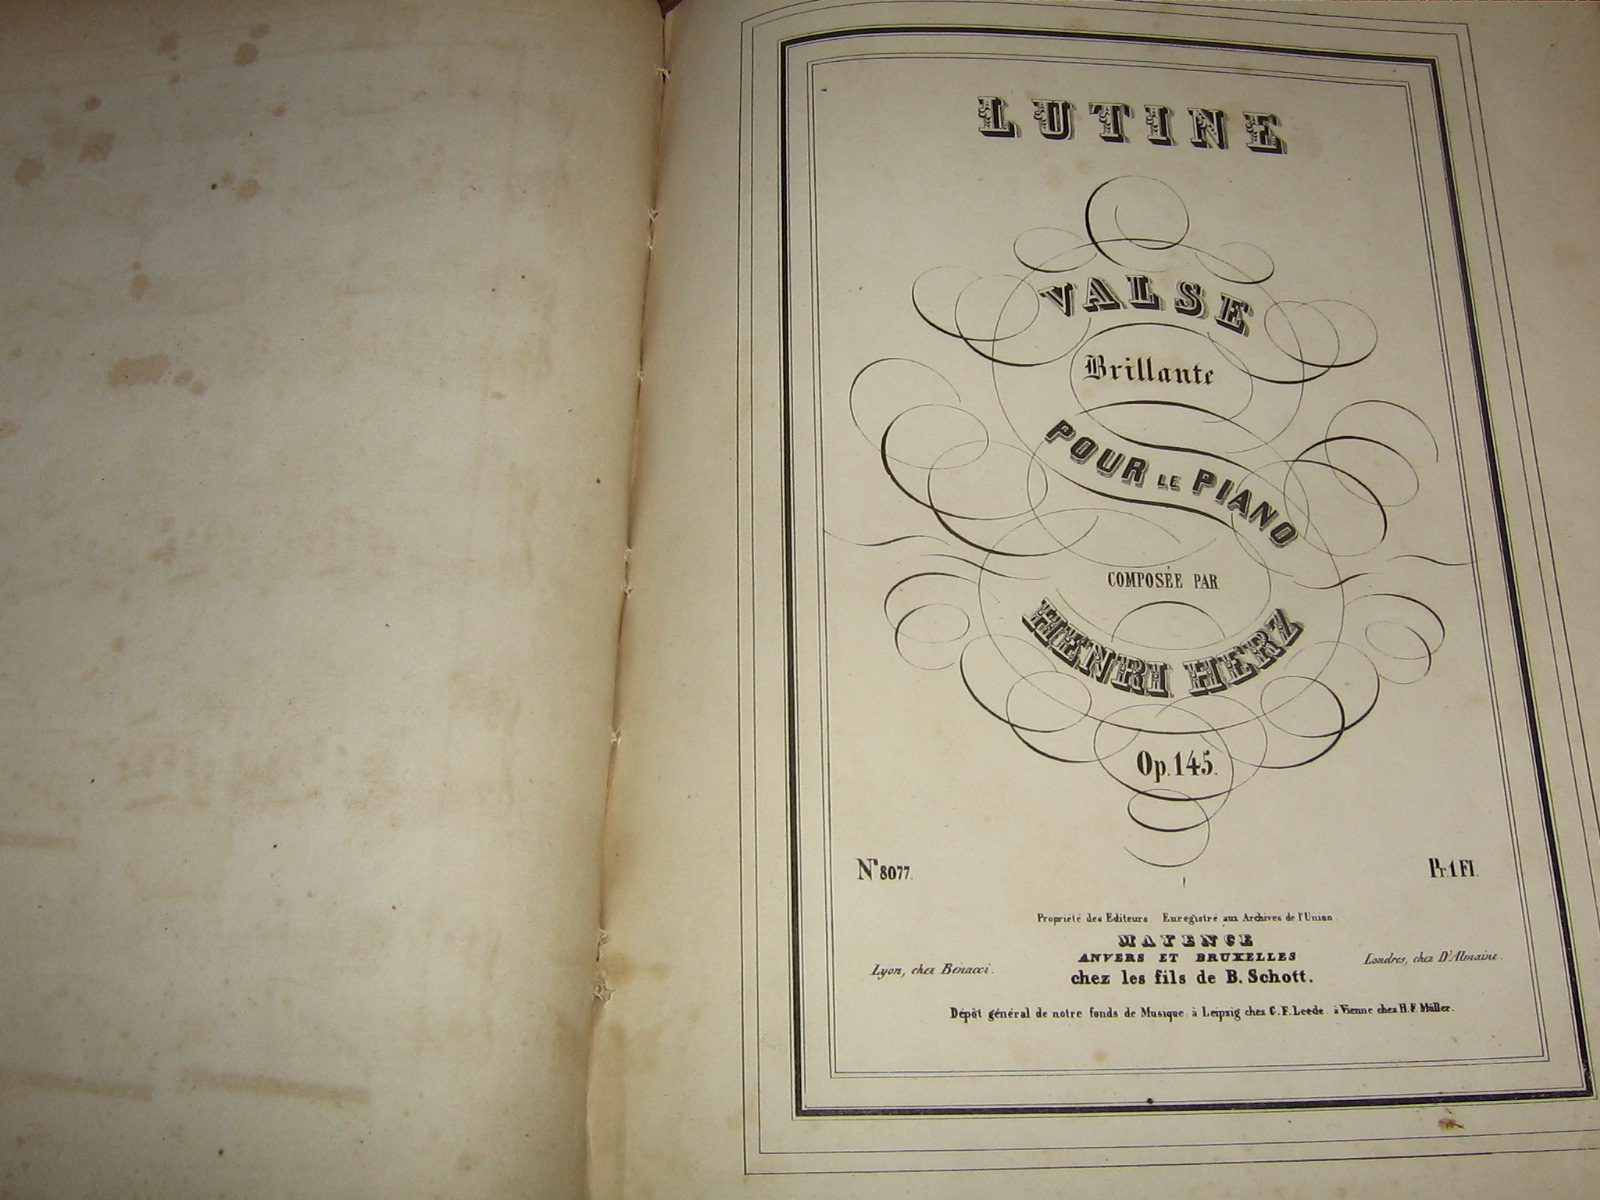 LUTINE
VALSE
Brillante
POUR LE PIANO
COMPOSÉE PAR
HENRI HERZ
Op. 145.
Nº 8077.
Pr. 1 Fl.
Propriété des Editeurs. Enregistré aux Archives de l'Union.
MAYENCE
ANVERS ET BRUXELLES
Lyon, chez Benacci.
chez les fils de B. Schott.
Londres, chez D'Almaine.
Dépôt général de notre fonds de Musique. à Leipzig chez C. F. Leede. à Vienne chez H. F. Müller.